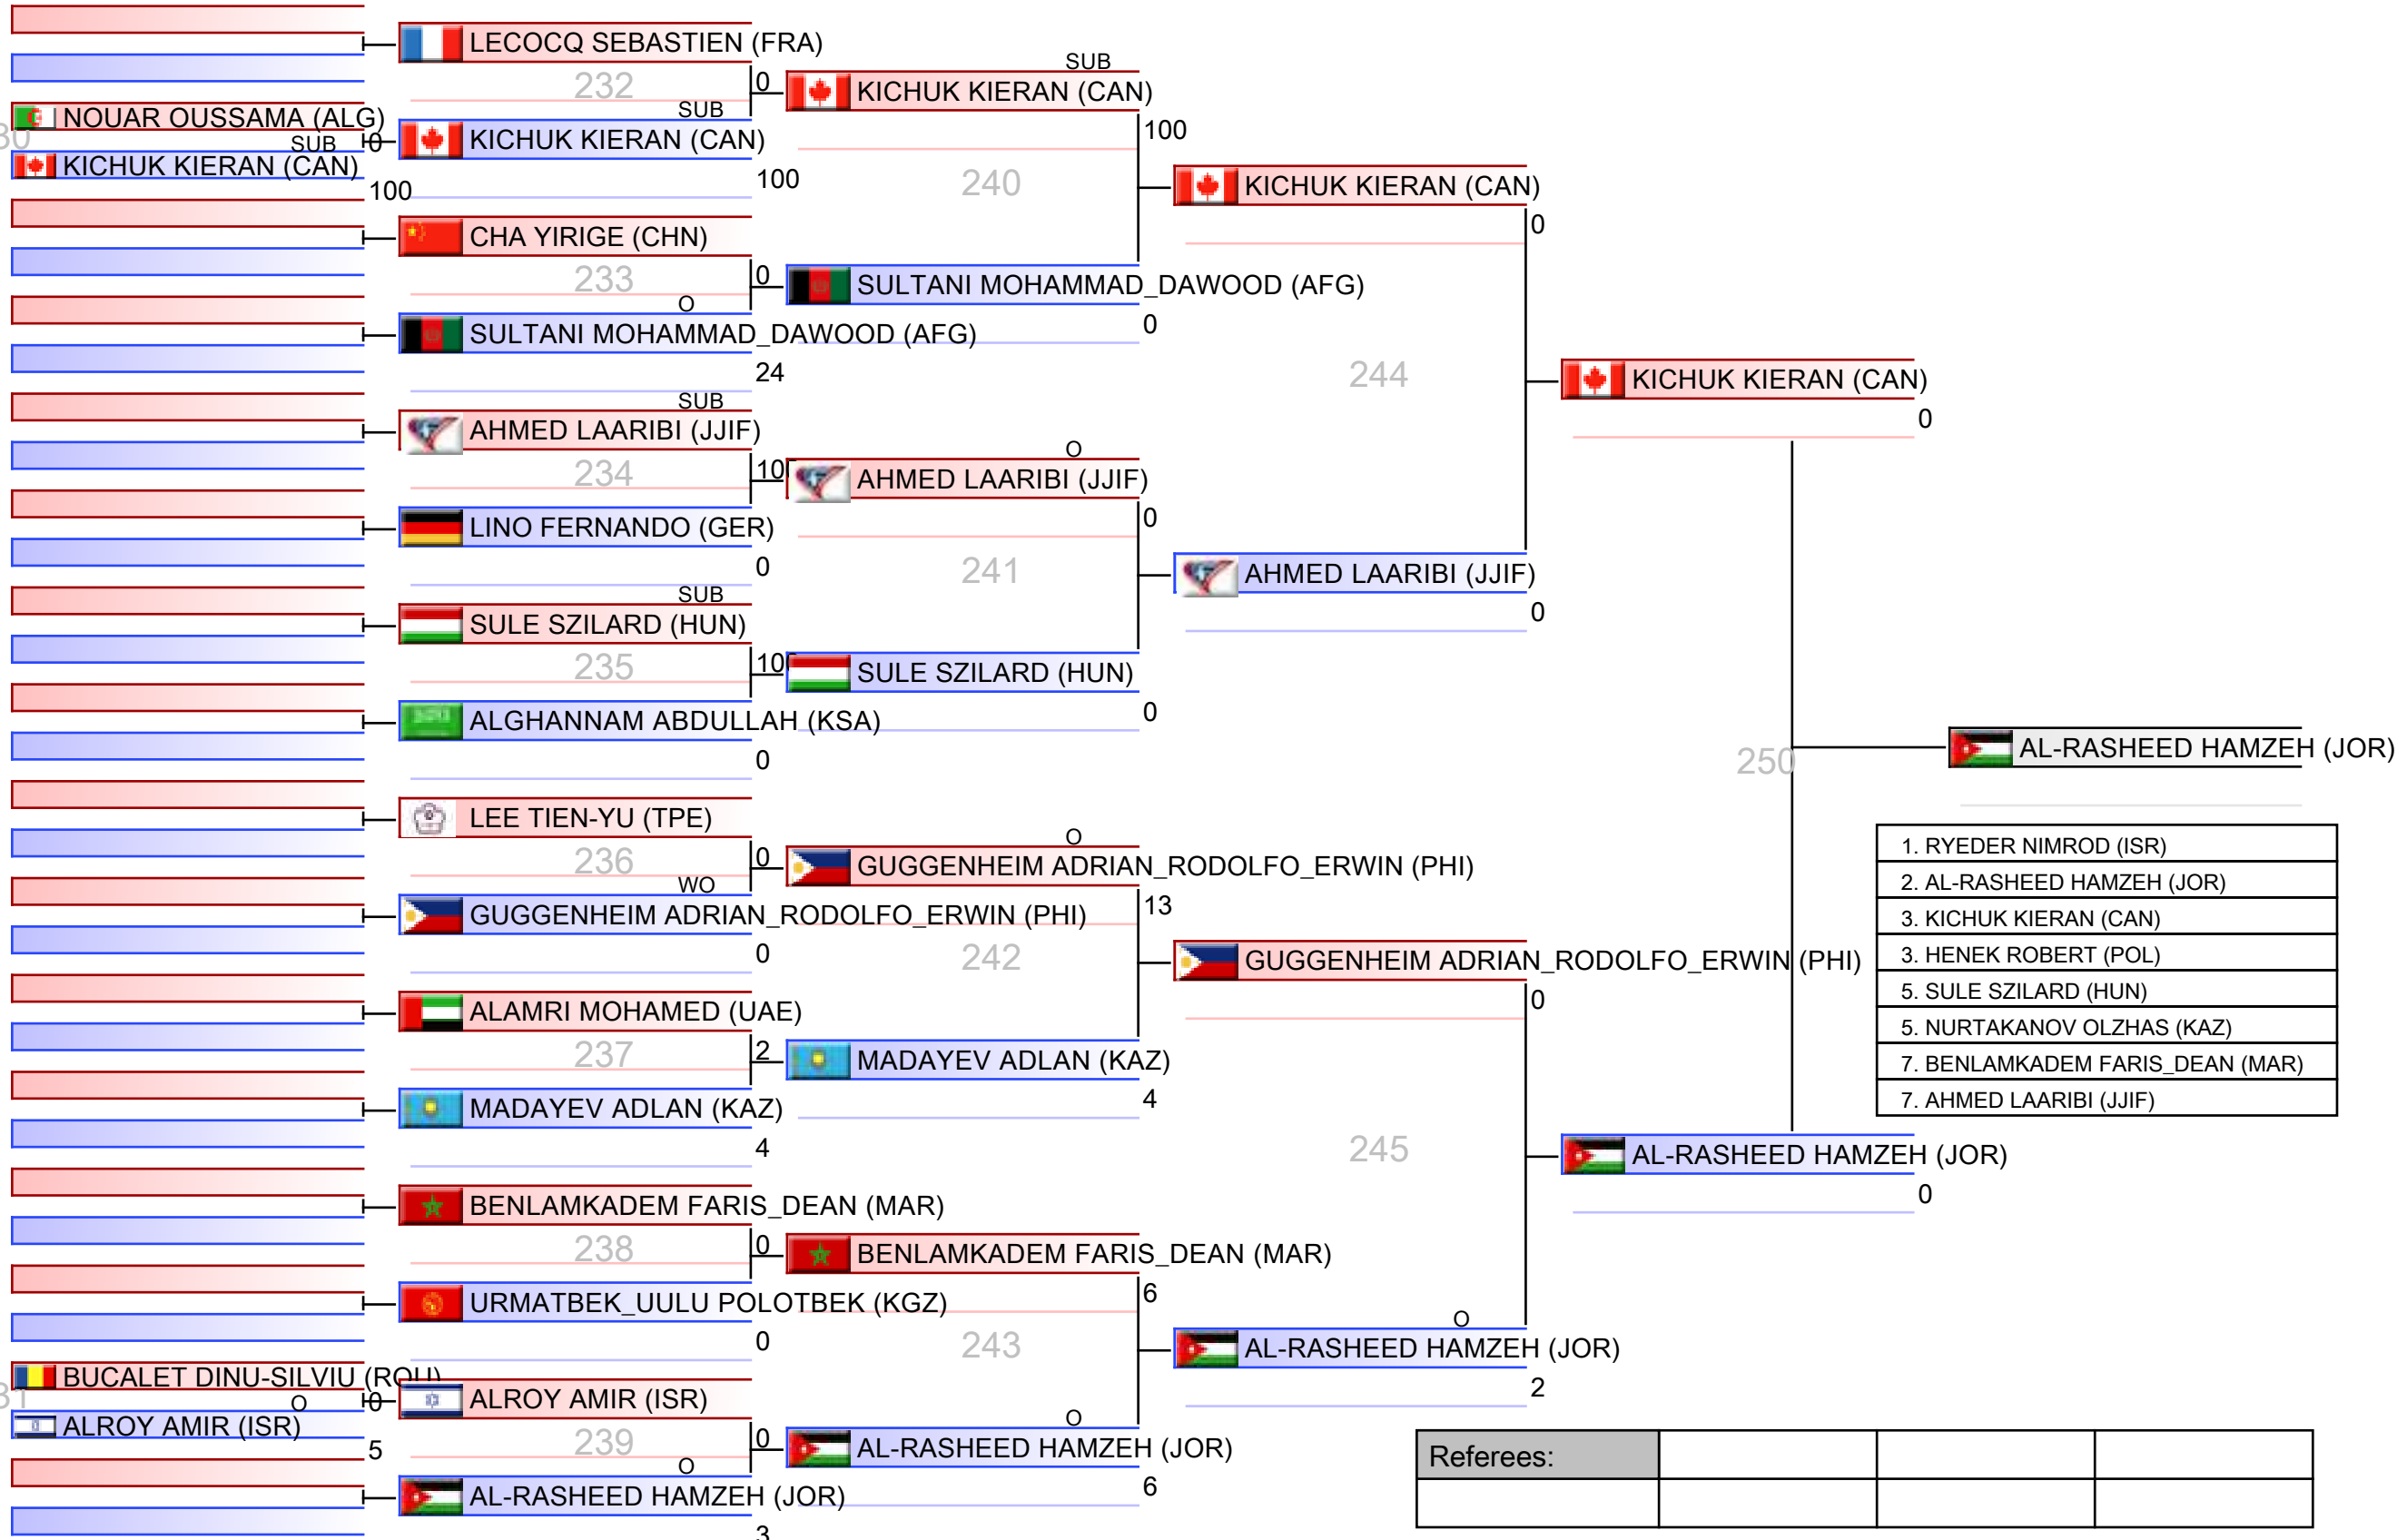 NOUAR OUSSAMA (ALG)
SUB 0
KICHUK KIERAN (CAN)
100
BUCALET DINU-SILVIU (ROU)
O 0
ALROY AMIR (ISR)
5
LECOCQ SEBASTIEN (FRA)
232 0
SUB
KICHUK KIERAN (CAN)
100
CHA YIRIGE (CHN)
233 0
O
SULTANI MOHAMMAD_DAWOOD (AFG)
24
SUB
AHMED LAARIBI (JJIF)
234
LINO FERNANDO (GER)
0
SUB
SULE SZILARD (HUN)
235
ALGHANNAM ABDULLAH (KSA)
0
LEE TIEN-YU (TPE)
236 0
WO
GUGGENHEIM ADRIAN_RODOLFO_ERWIN (PHI)
0
ALAMRI MOHAMED (UAE)
237 2
MADAYEV ADLAN (KAZ)
4
BENLAMKADEM FARIS_DEAN (MAR)
238 0
URMATBEK_UULU POLOTBEK (KGZ)
0
ALROY AMIR (ISR)
239 0
O
AL-RASHEED HAMZEH (JOR)
3
SUB
KICHUK KIERAN (CAN)
100
240
SULTANI MOHAMMAD_DAWOOD (AFG)
0
O
AHMED LAARIBI (JJIF)
0
241
SULE SZILARD (HUN)
0
O
GUGGENHEIM ADRIAN_RODOLFO_ERWIN (PHI)
13
242
MADAYEV ADLAN (KAZ)
4
BENLAMKADEM FARIS_DEAN (MAR)
6
243
O
AL-RASHEED HAMZEH (JOR)
6
KICHUK KIERAN (CAN)
0
244
AHMED LAARIBI (JJIF)
0
GUGGENHEIM ADRIAN_RODOLFO_ERWIN (PHI)
0
245
O
AL-RASHEED HAMZEH (JOR)
2
KICHUK KIERAN (CAN)
0
250
AL-RASHEED HAMZEH (JOR)
0
AL-RASHEED HAMZEH (JOR)
1. RYEDER NIMROD (ISR)
2. AL-RASHEED HAMZEH (JOR)
3. KICHUK KIERAN (CAN)
3. HENEK ROBERT (POL)
5. SULE SZILARD (HUN)
5. NURTAKANOV OLZHAS (KAZ)
7. BENLAMKADEM FARIS_DEAN (MAR)
7. AHMED LAARIBI (JJIF)
Referees: